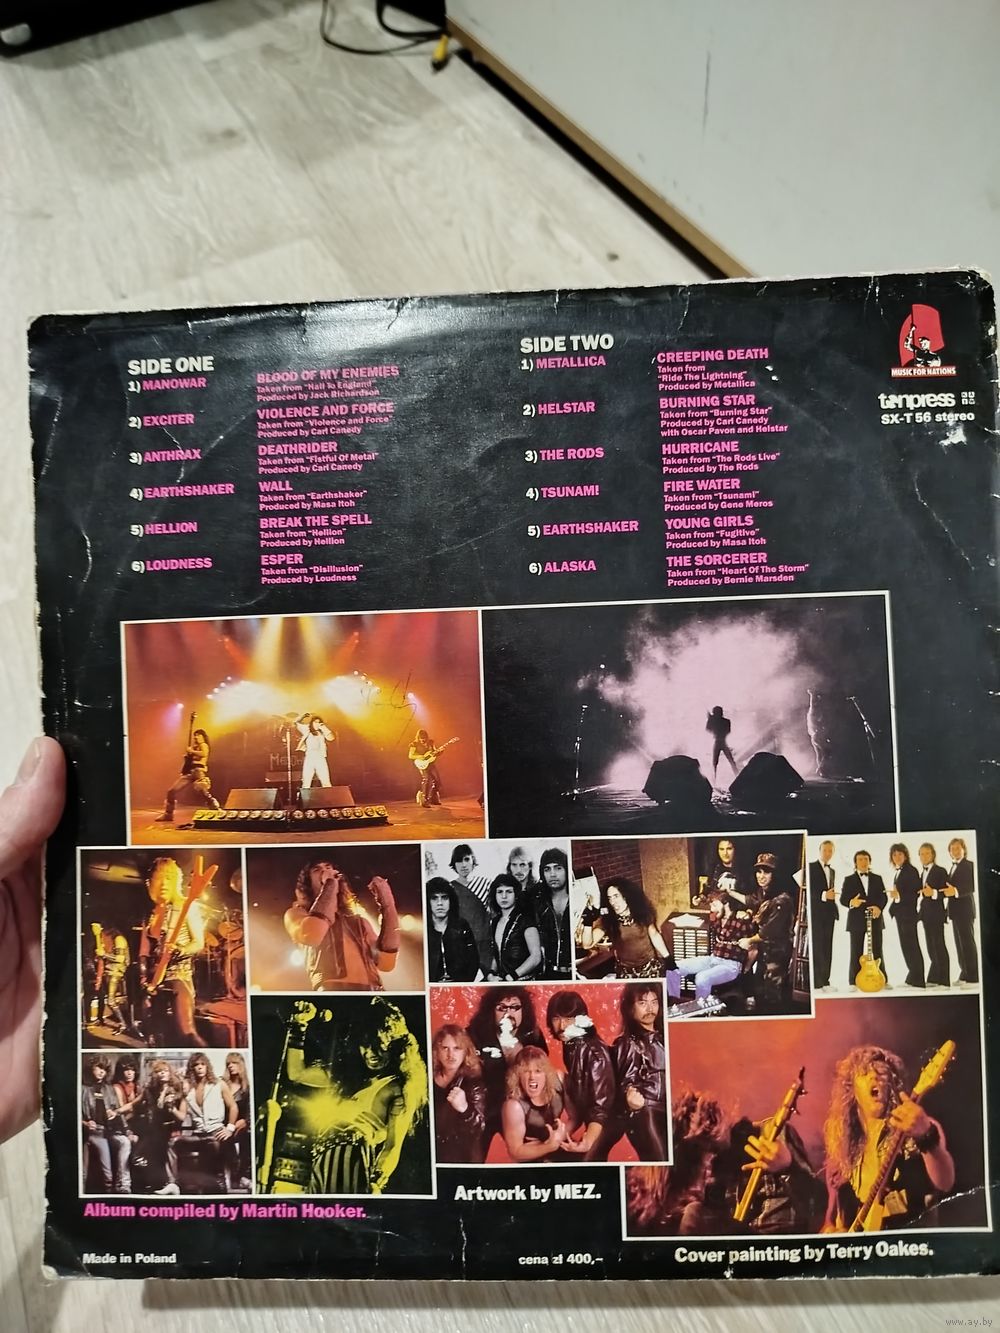 SIDE ONE
1) MANOWAR
BLOOD OF MY ENEMIES
Taken from "Hail To England"
Produced by Jack Richardson
2) EXCITER
VIOLENCE AND FORCE
Taken from "Violence and Force"
Produced by Carl Canedy
3) ANTHRAX
DEATHRIDER
Taken from "Fistful Of Metal"
Produced by Carl Canedy
4) EARTHSHAKER
WALL
Taken from "Earthshaker"
Produced by Masa Itoh
5) HELLION
BREAK THE SPELL
Taken from "Hellion"
Produced by Hellion
6) LOUDNESS
ESPER
Taken from "Disillusion"
Produced by Loudness
SIDE TWO
1) METALLICA
CREEPING DEATH
Taken from
"Ride The Lightning"
Produced by Metallica
2) HELSTAR
BURNING STAR
Taken from "Burning Star"
Produced by Carl Canedy
with Oscar Pavon and Helstar
3) THE RODS
HURRICANE
Taken from "The Rods Live"
Produced by The Rods
4) TSUNAMI
FIRE WATER
Taken from "Tsunami"
Produced by Gene Meros
5) EARTHSHAKER
YOUNG GIRLS
Taken from "Fugitive"
Produced by Masa Itoh
6) ALASKA
THE SORCERER
Taken from "Heart Of The Storm"
Produced by Bernie Marsden
MUSIC FOR NATIONS
tonpress
SX-T 56 stereo
Artwork by MEZ.
Album compiled by Martin Hooker.
Made in Poland
cena zł 400,-
Cover painting by Terry Oakes.
www.ay.by